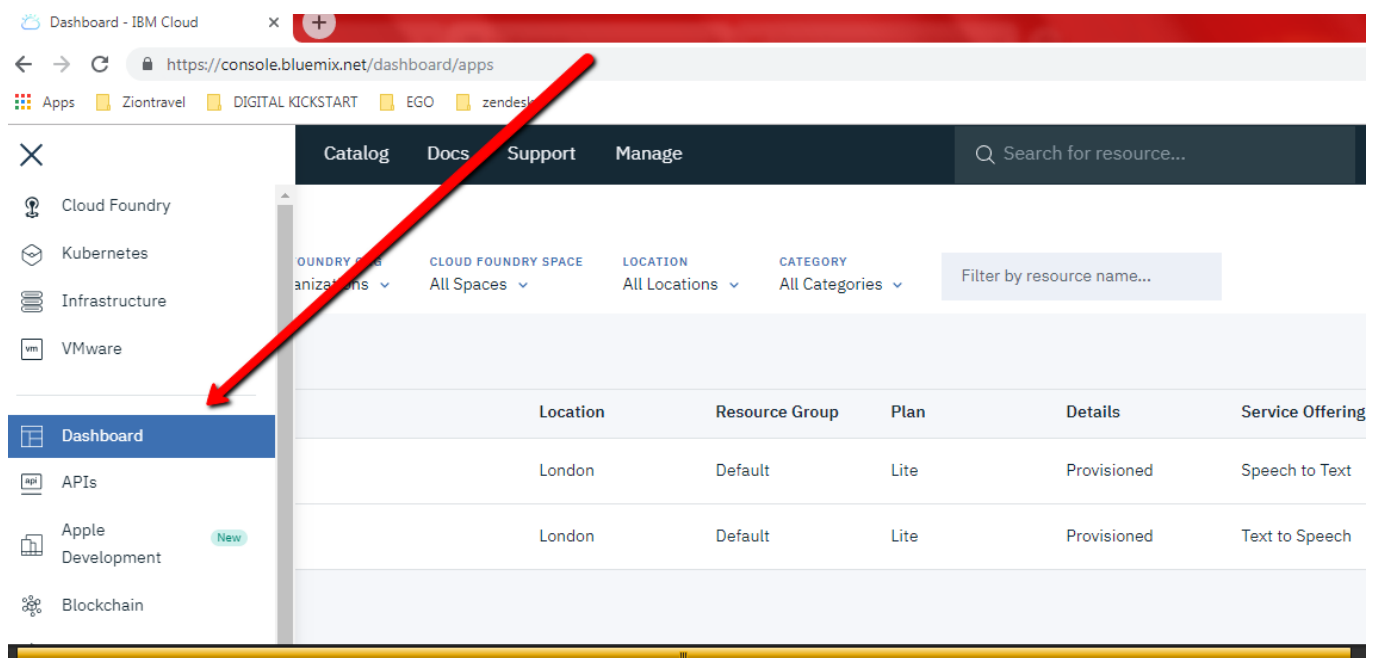 Dashboard - IBM Cloud
https://console.bluemix.net/dashboard/apps
Apps Ziontravel DIGITAL KICKSTART EGO
Catalog Docs Support Manage Search for resource...
Cloud Foundry
Kubernetes
Infrastructure
vm VMware
Dashboard
api APIs
Apple Development New
Blockchain
CLOUD FOUNDRY SPACE LOCATION CATEGORY
All Spaces All Locations All Categories Filter by resource name...
Location Resource Group Plan Details Service Offering
London Default Lite Provisioned Speech to Text
London Default Lite Provisioned Text to Speech